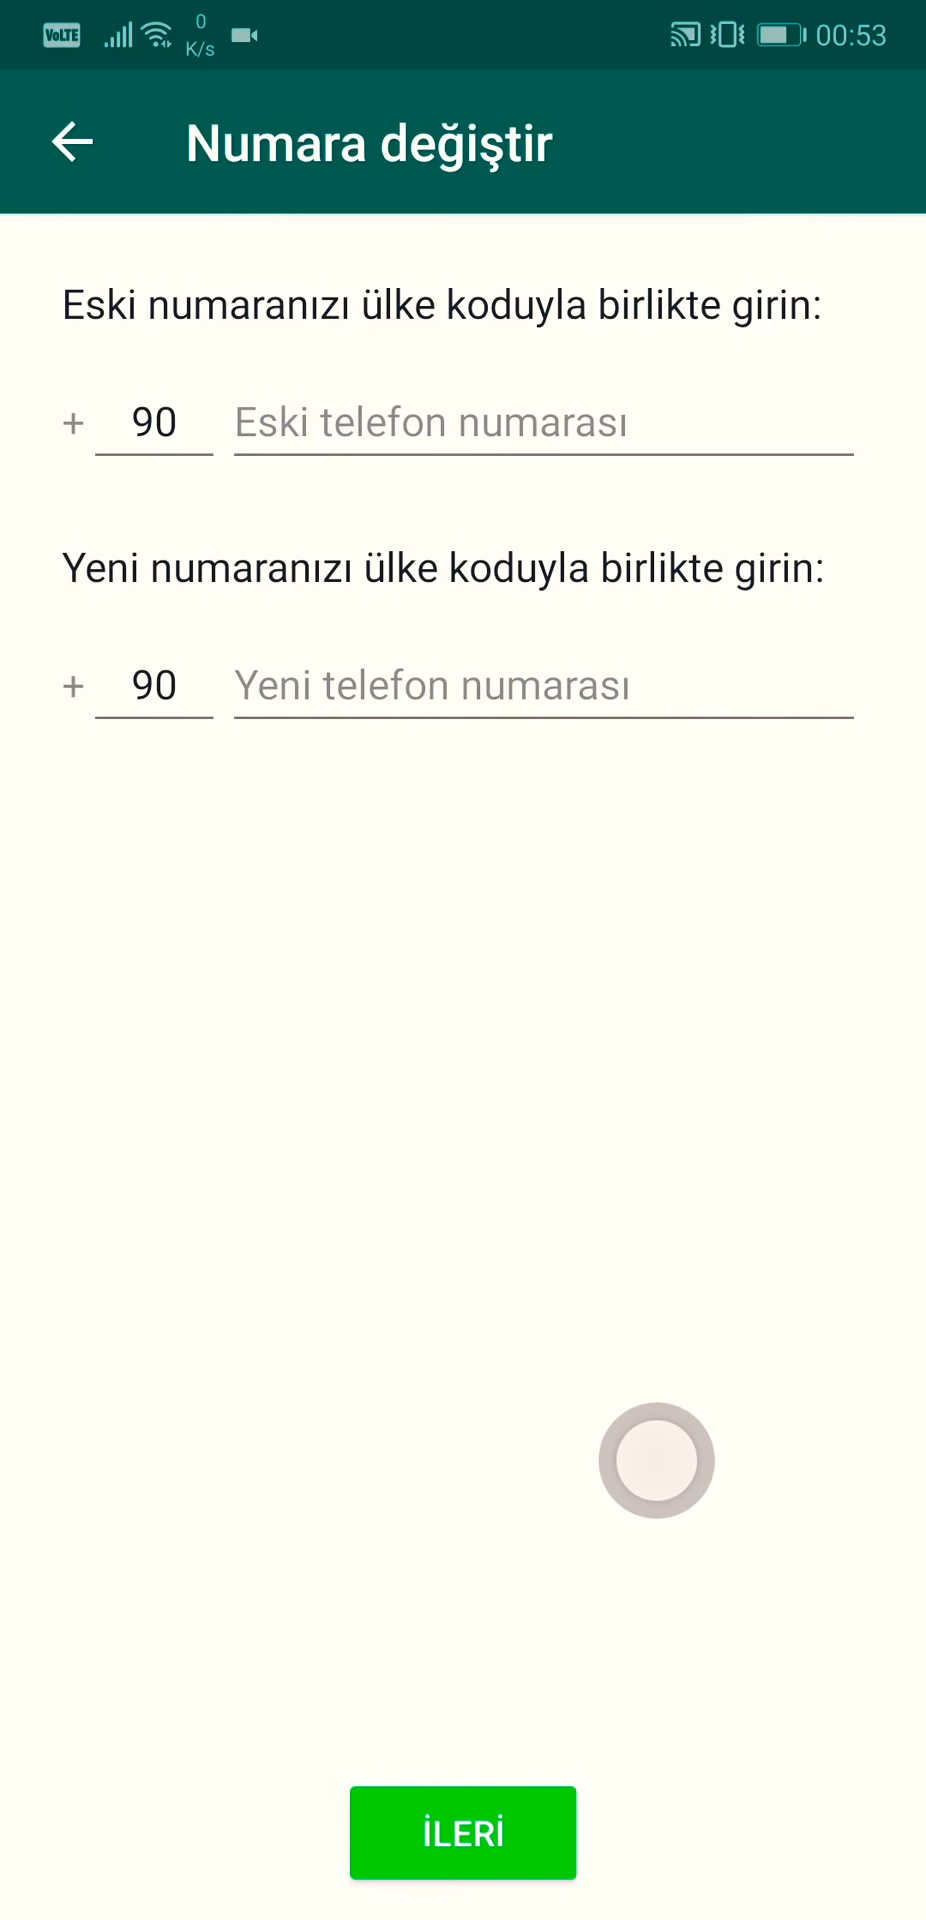 VoLTE 0 K/s 00:53
Numara değiştir
Eski numaranızı ülke koduyla birlikte girin:
+ 90 Eski telefon numarası
Yeni numaranızı ülke koduyla birlikte girin:
+ 90 Yeni telefon numarası
İLERİ